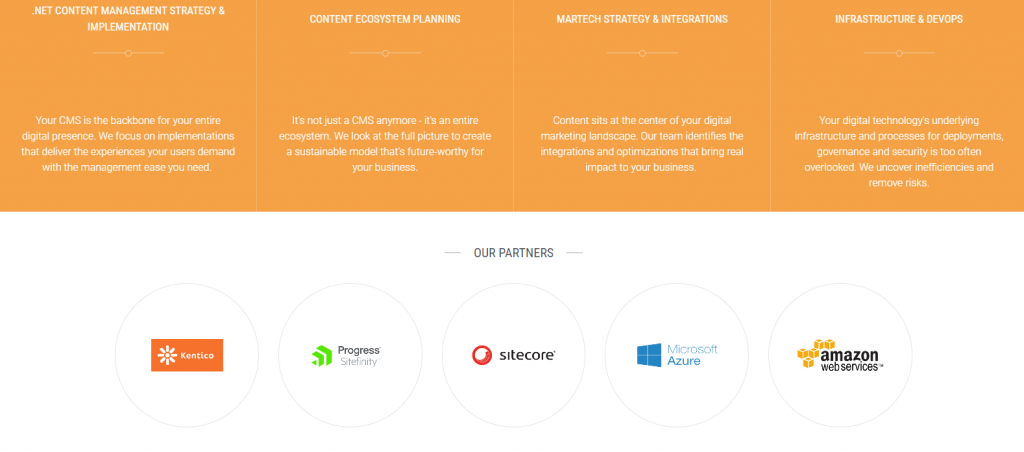 .NET CONTENT MANAGEMENT STRATEGY &
IMPLEMENTATION
Your CMS is the backbone for your entire
digital presence. We focus on implementations
that deliver the experiences your users demand
with the management ease you need.
CONTENT ECOSYSTEM PLANNING
It's not just a CMS anymore - it's an entire
ecosystem. We look at the full picture to create
a sustainable model that's future-worthy for
your business.
MARTECH STRATEGY & INTEGRATIONS
Content sits at the center of your digital
marketing landscape. Our team identifies the
integrations and optimizations that bring real
impact to your business.
INFRASTRUCTURE & DEVOPS
Your digital technology's underlying
infrastructure and processes for deployments,
governance and security is too often
overlooked. We uncover inefficiencies and
remove risks.
OUR PARTNERS
Kentico
Progress®
Sitefinity™
sitecore®
Microsoft
Azure
amazon
web services™